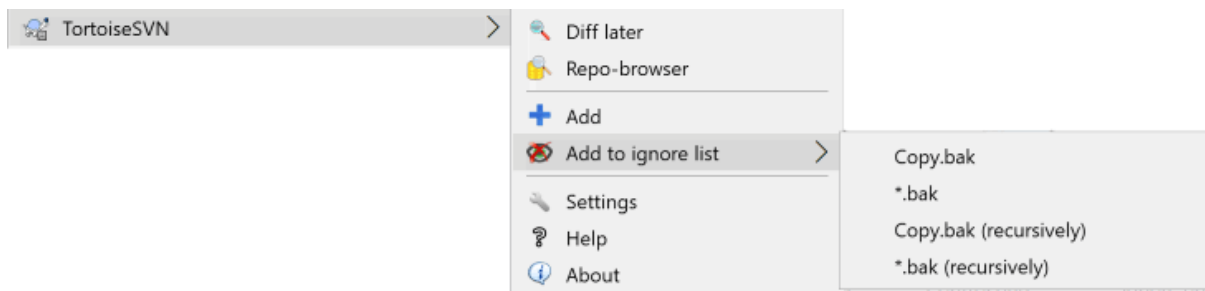 TortoiseSVN
Diff later
Repo-browser
Add
Add to ignore list
Copy.bak
*.bak
Copy.bak (recursively)
*.bak (recursively)
Settings
Help
About